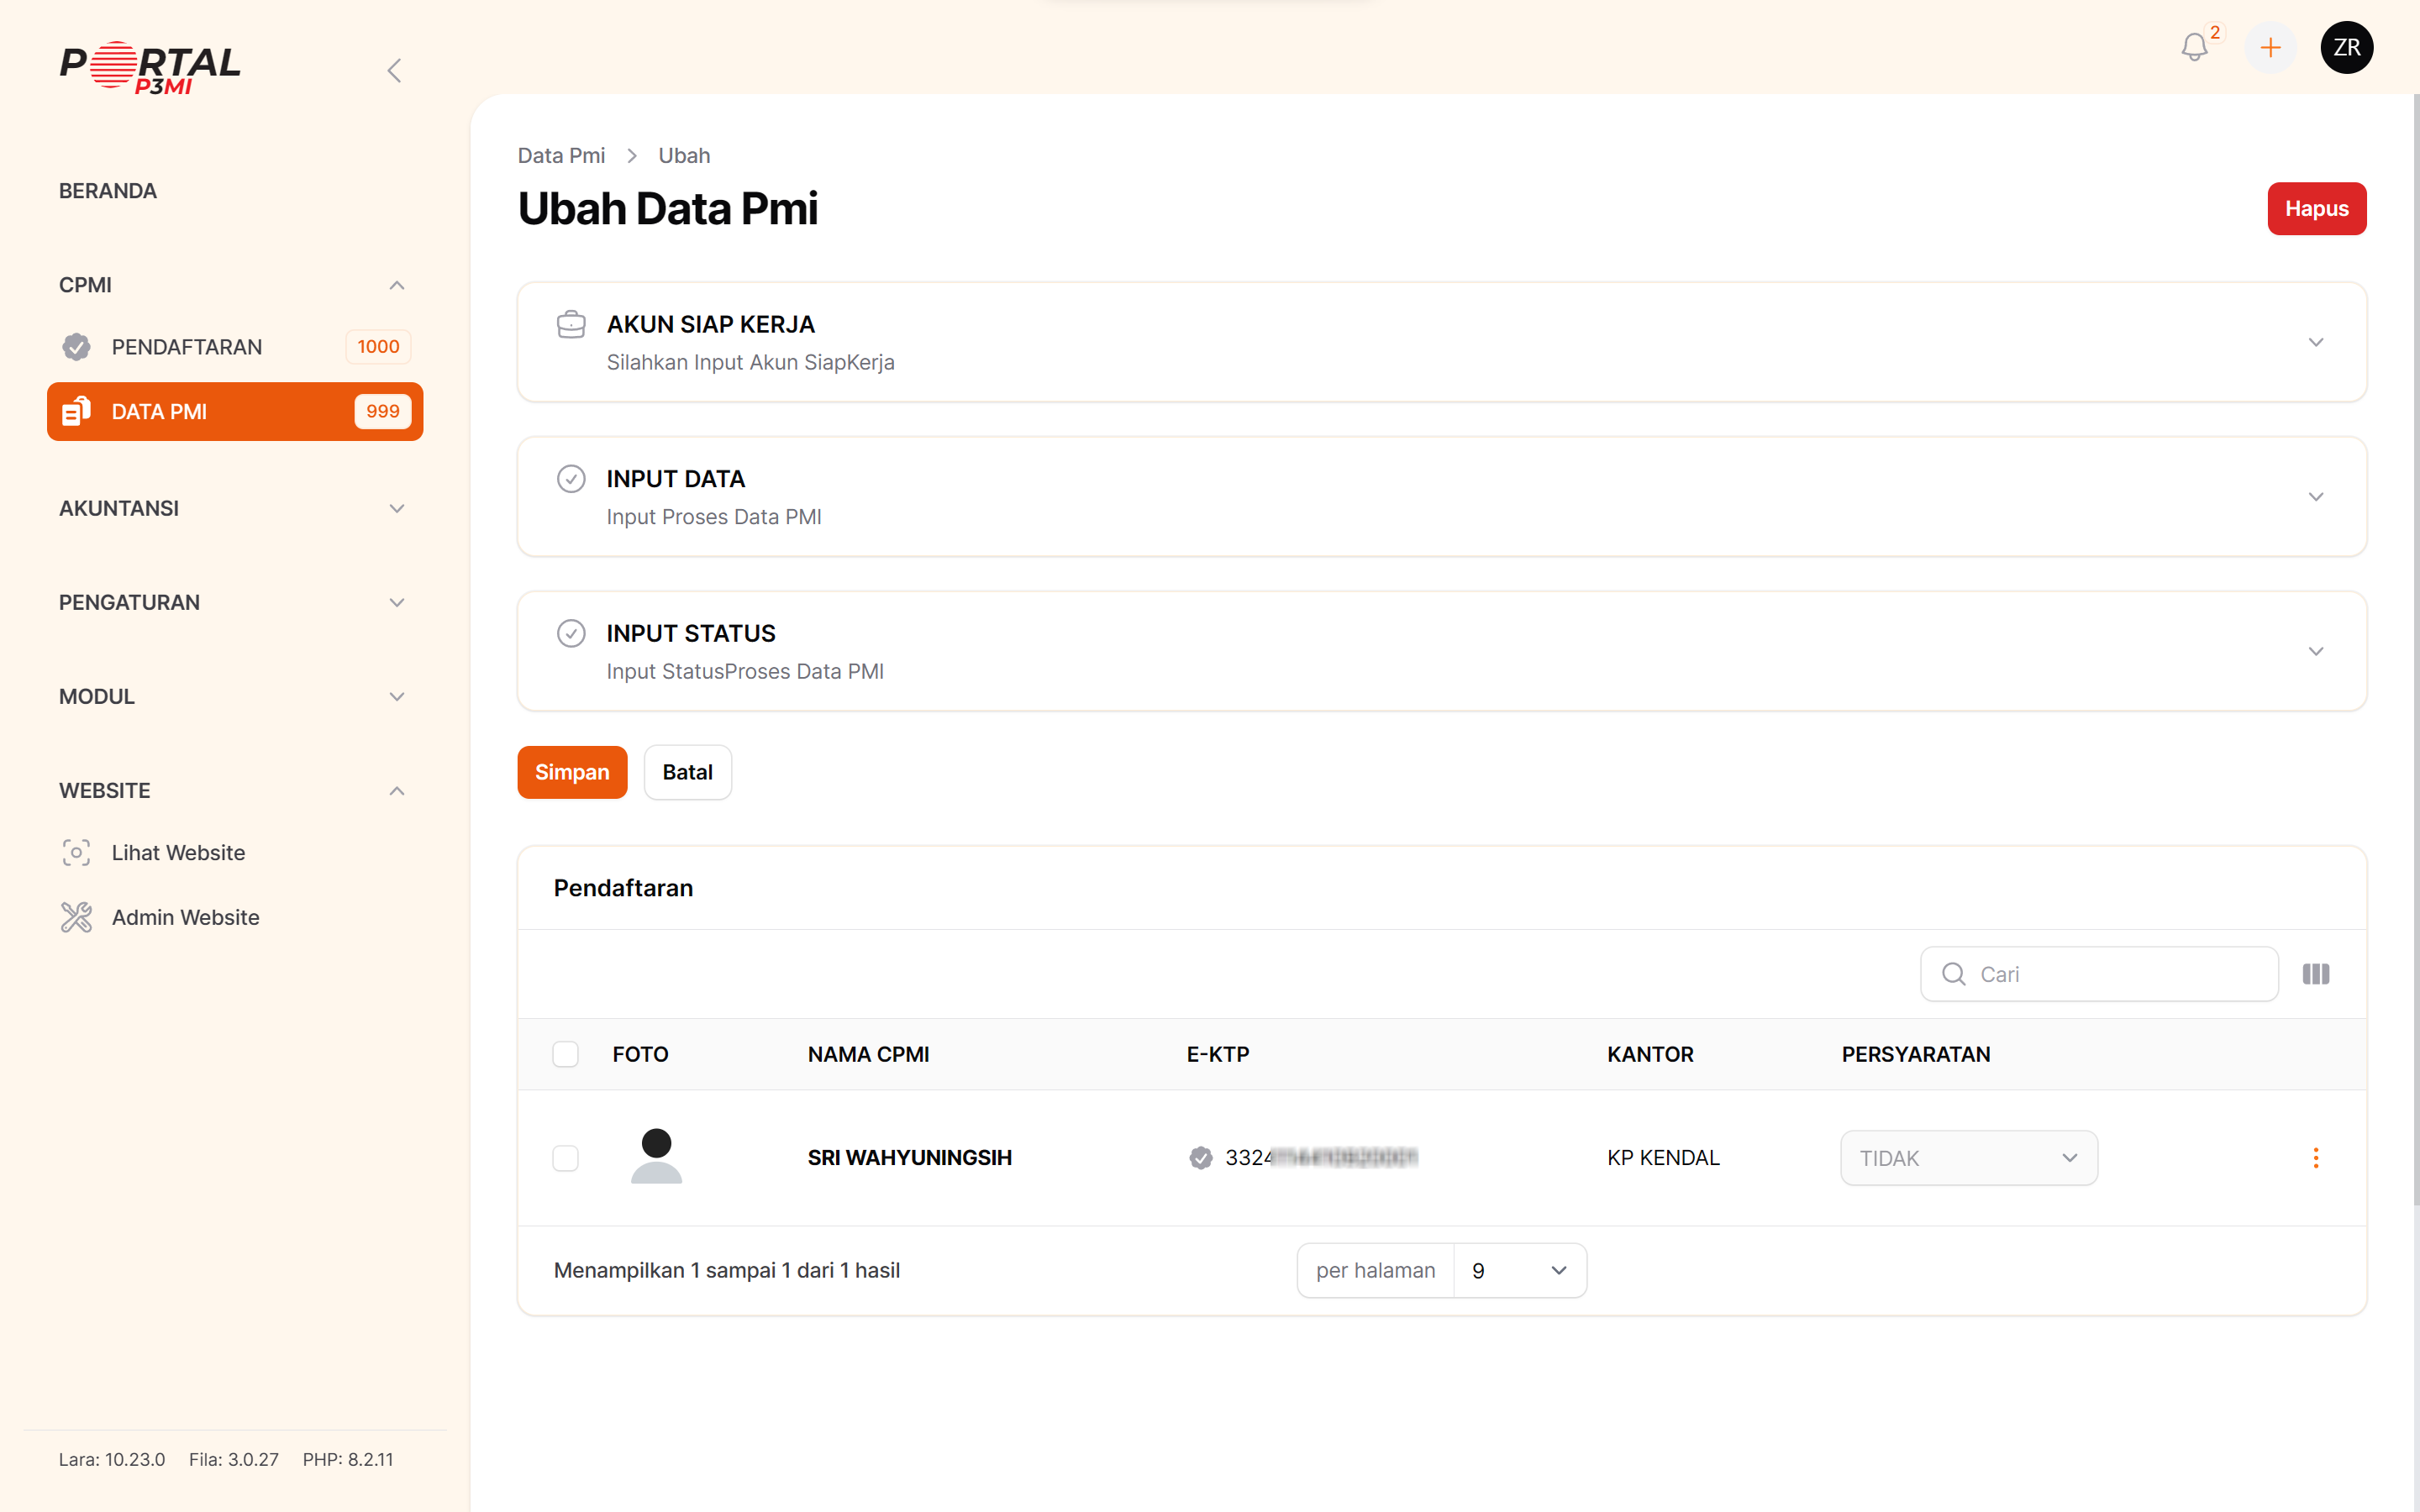 PORTAL
P3MI
2
ZR
BERANDA
CPMI
PENDAFTARAN 1000
DATA PMI 999
AKUNTANSI
PENGATURAN
MODUL
WEBSITE
Lihat Website
Admin Website
Lara: 10.23.0 Fila: 3.0.27 PHP: 8.2.11
Data Pmi > Ubah
Ubah Data Pmi
Hapus
AKUN SIAP KERJA
Silahkan Input Akun SiapKerja
INPUT DATA
Input Proses Data PMI
INPUT STATUS
Input StatusProses Data PMI
Simpan Batal
Pendaftaran
Cari
FOTO NAMA CPMI E-KTP KANTOR PERSYARATAN
SRI WAHYUNINGSIH 3324 KP KENDAL TIDAK
Menampilkan 1 sampai 1 dari 1 hasil per halaman 9